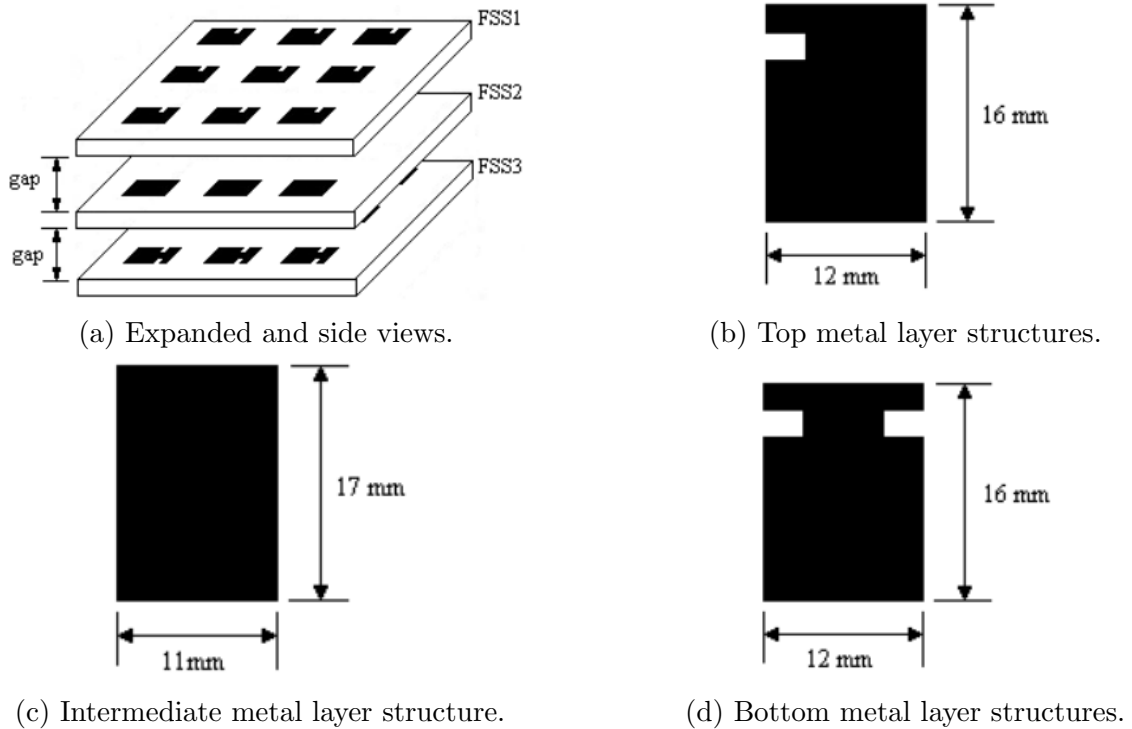 FSS1
FSS2
gap
FSS3
gap
(a) Expanded and side views.
16 mm
12 mm
(b) Top metal layer structures.
17 mm
11mm
(c) Intermediate metal layer structure.
16 mm
12 mm
(d) Bottom metal layer structures.